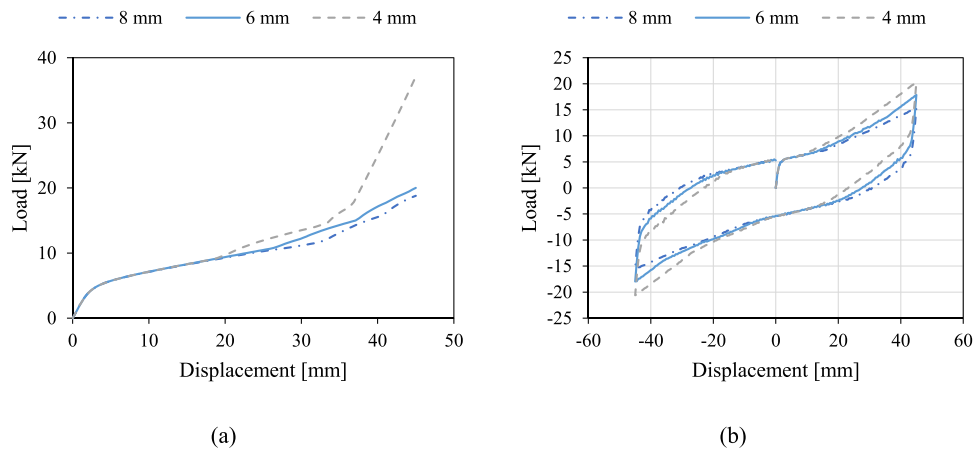 8 mm 6 mm 4 mm
40
30
20
10
0
0 10 20 30 40 50
Load [kN]
Displacement [mm]
(a)
8 mm 6 mm 4 mm
25
20
15
10
5
0
-5
-10
-15
-20
-25
-60 -40 -20 0 20 40 60
Load [kN]
Displacement [mm]
(b)